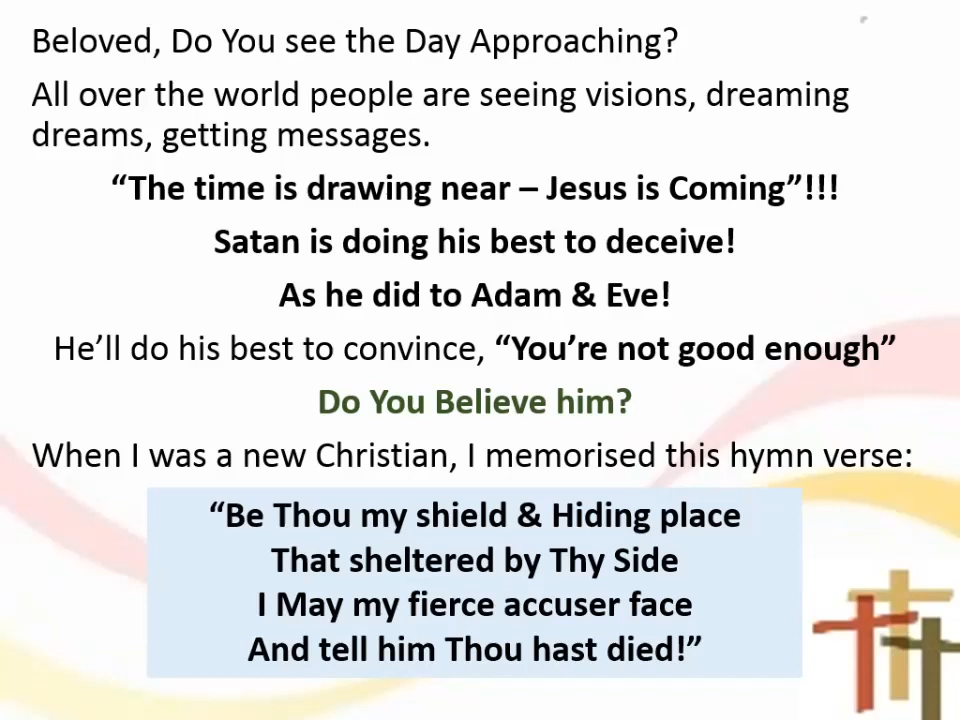 Beloved, Do You see the Day Approaching?
All over the world people are seeing visions, dreaming
dreams, getting messages.
“The time is drawing near – Jesus is Coming”!!!
Satan is doing his best to deceive!
As he did to Adam & Eve!
He’ll do his best to convince, “You’re not good enough”
Do You Believe him?
When I was a new Christian, I memorised this hymn verse:
“Be Thou my shield & Hiding place
That sheltered by Thy Side
I May my fierce accuser face
And tell him Thou hast died!”